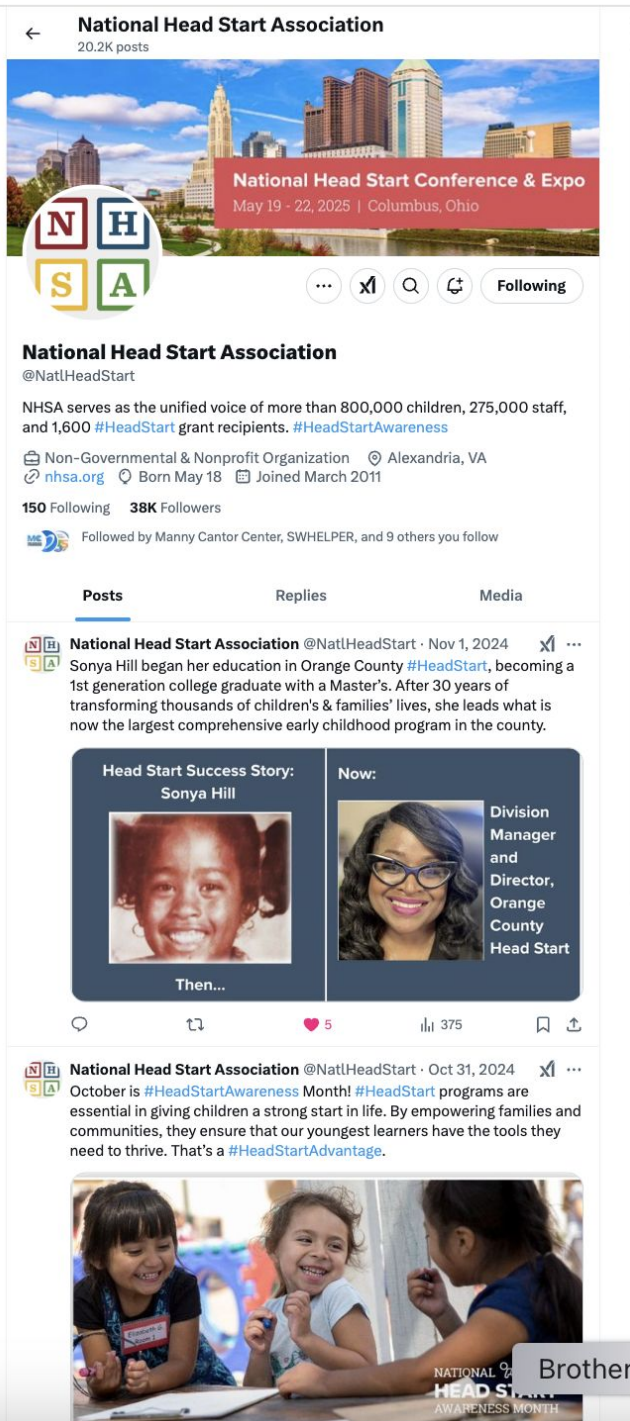 National Head Start Association
20.2K posts
National Head Start Conference & Expo
May 19 - 22, 2025 | Columbus, Ohio
N H
S A
Following
National Head Start Association
@NatlHeadStart
NHSA serves as the unified voice of more than 800,000 children, 275,000 staff,
and 1,600 #HeadStart grant recipients. #HeadStartAwareness
Non-Governmental & Nonprofit Organization Alexandria, VA
nhsa.org Born May 18 Joined March 2011
150 Following 38K Followers
Followed by Manny Cantor Center, SWHELPER, and 9 others you follow
Posts Replies Media
N H
S A
National Head Start Association @NatlHeadStart · Nov 1, 2024
Sonya Hill began her education in Orange County #HeadStart, becoming a
1st generation college graduate with a Master’s. After 30 years of
transforming thousands of children's & families’ lives, she leads what is
now the largest comprehensive early childhood program in the county.
Head Start Success Story:
Sonya Hill
Then...
Now:
Division
Manager
and
Director,
Orange
County
Head Start
5 375
N H
S A
National Head Start Association @NatlHeadStart · Oct 31, 2024
October is #HeadStartAwareness Month! #HeadStart programs are
essential in giving children a strong start in life. By empowering families and
communities, they ensure that our youngest learners have the tools they
need to thrive. That’s a #HeadStartAdvantage.
NATIONAL
HEAD START
AWARENESS MONTH
Brother